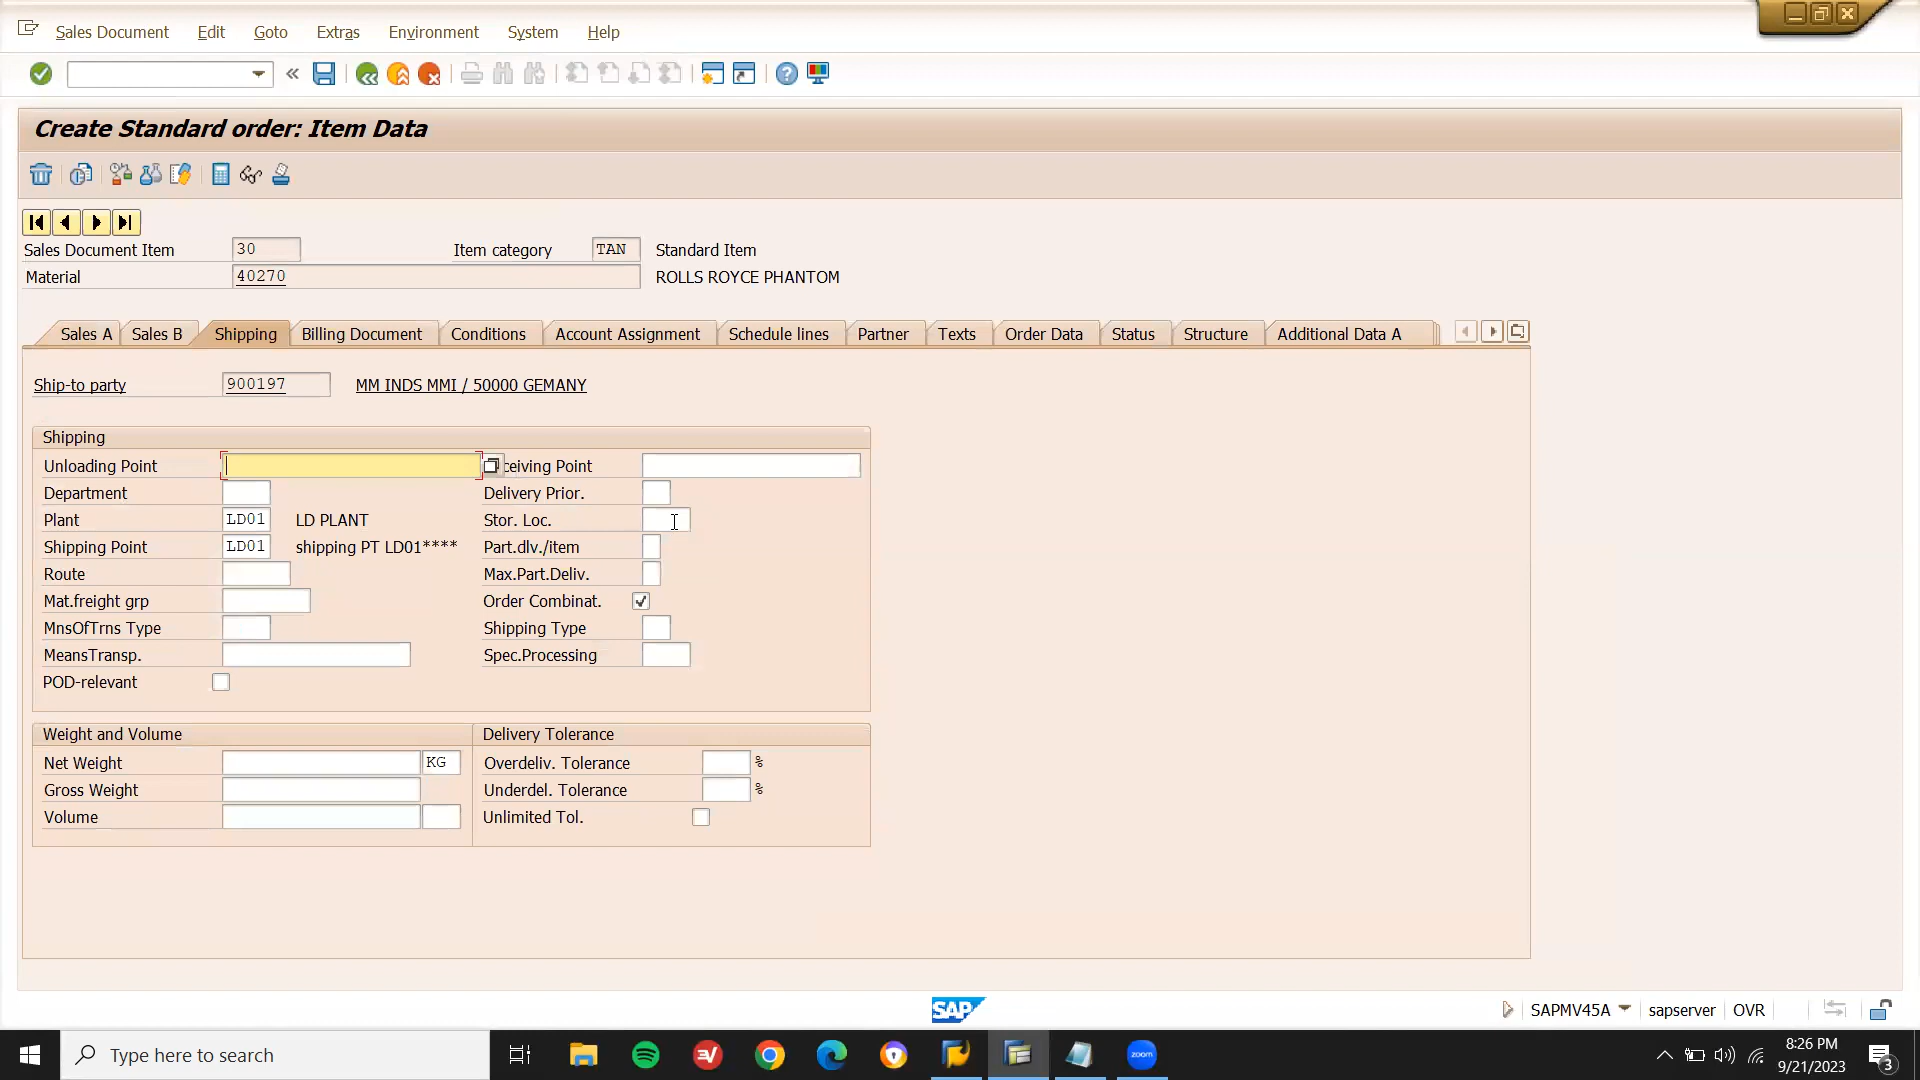 Sales Document Edit Goto Extras Environment System Help
Create Standard order: Item Data
Sales Document Item 30 Item category TAN Standard Item
Material 40270 ROLLS ROYCE PHANTOM
Sales A Sales B Shipping Billing Document Conditions Account Assignment Schedule lines Partner Texts Order Data Status Structure Additional Data A
Ship-to party 900197 MM INDS MMI / 50000 GEMANY
Shipping
Unloading Point ceiving Point
Department Delivery Prior.
Plant LD01 LD PLANT Stor. Loc.
Shipping Point LD01 shipping PT LD01**** Part.dlv./item
Route Max.Part.Deliv.
Mat.freight grp Order Combinat.
MnsOfTrns Type Shipping Type
MeansTransp. Spec.Processing
POD-relevant
Weight and Volume Delivery Tolerance
Net Weight KG Overdeliv. Tolerance %
Gross Weight Underdel. Tolerance %
Volume Unlimited Tol.
SAP SAPMV45A sapserver OVR
Type here to search zoom 8:26 PM
9/21/2023 3